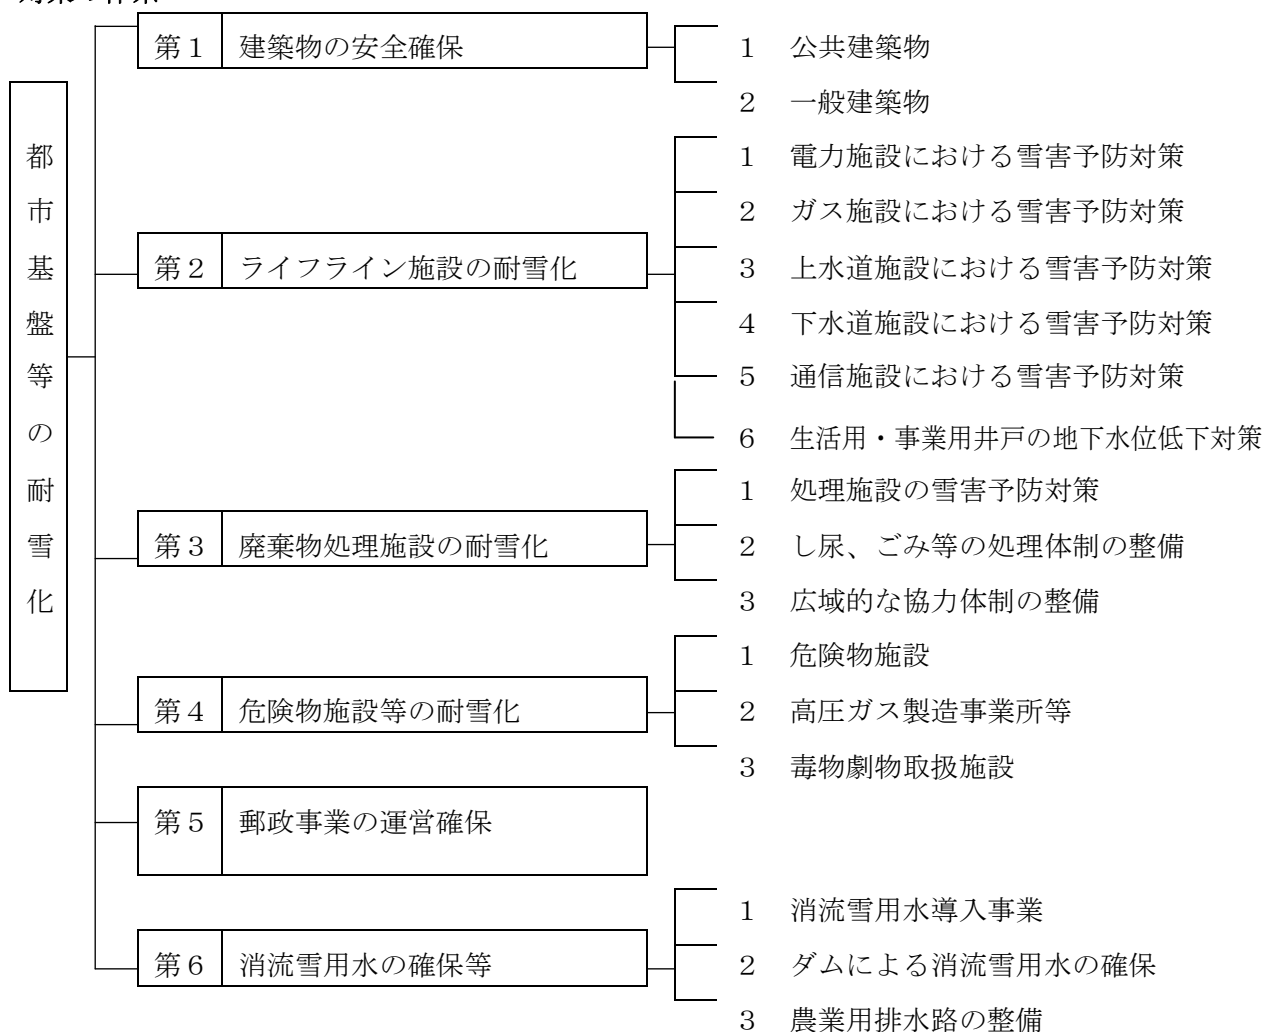 都市基盤等の耐雪化
第１ 建築物の安全確保
１ 公共建築物
２ 一般建築物
第２ ライフライン施設の耐雪化
１ 電力施設における雪害予防対策
２ ガス施設における雪害予防対策
３ 上水道施設における雪害予防対策
４ 下水道施設における雪害予防対策
５ 通信施設における雪害予防対策
６ 生活用・事業用井戸の地下水位低下対策
第３ 廃棄物処理施設の耐雪化
１ 処理施設の雪害予防対策
２ し尿、ごみ等の処理体制の整備
３ 広域的な協力体制の整備
第４ 危険物施設等の耐雪化
１ 危険物施設
２ 高圧ガス製造事業所等
３ 毒物劇物取扱施設
第５ 郵政事業の運営確保
第６ 消流雪用水の確保等
１ 消流雪用水導入事業
２ ダムによる消流雪用水の確保
３ 農業用排水路の整備